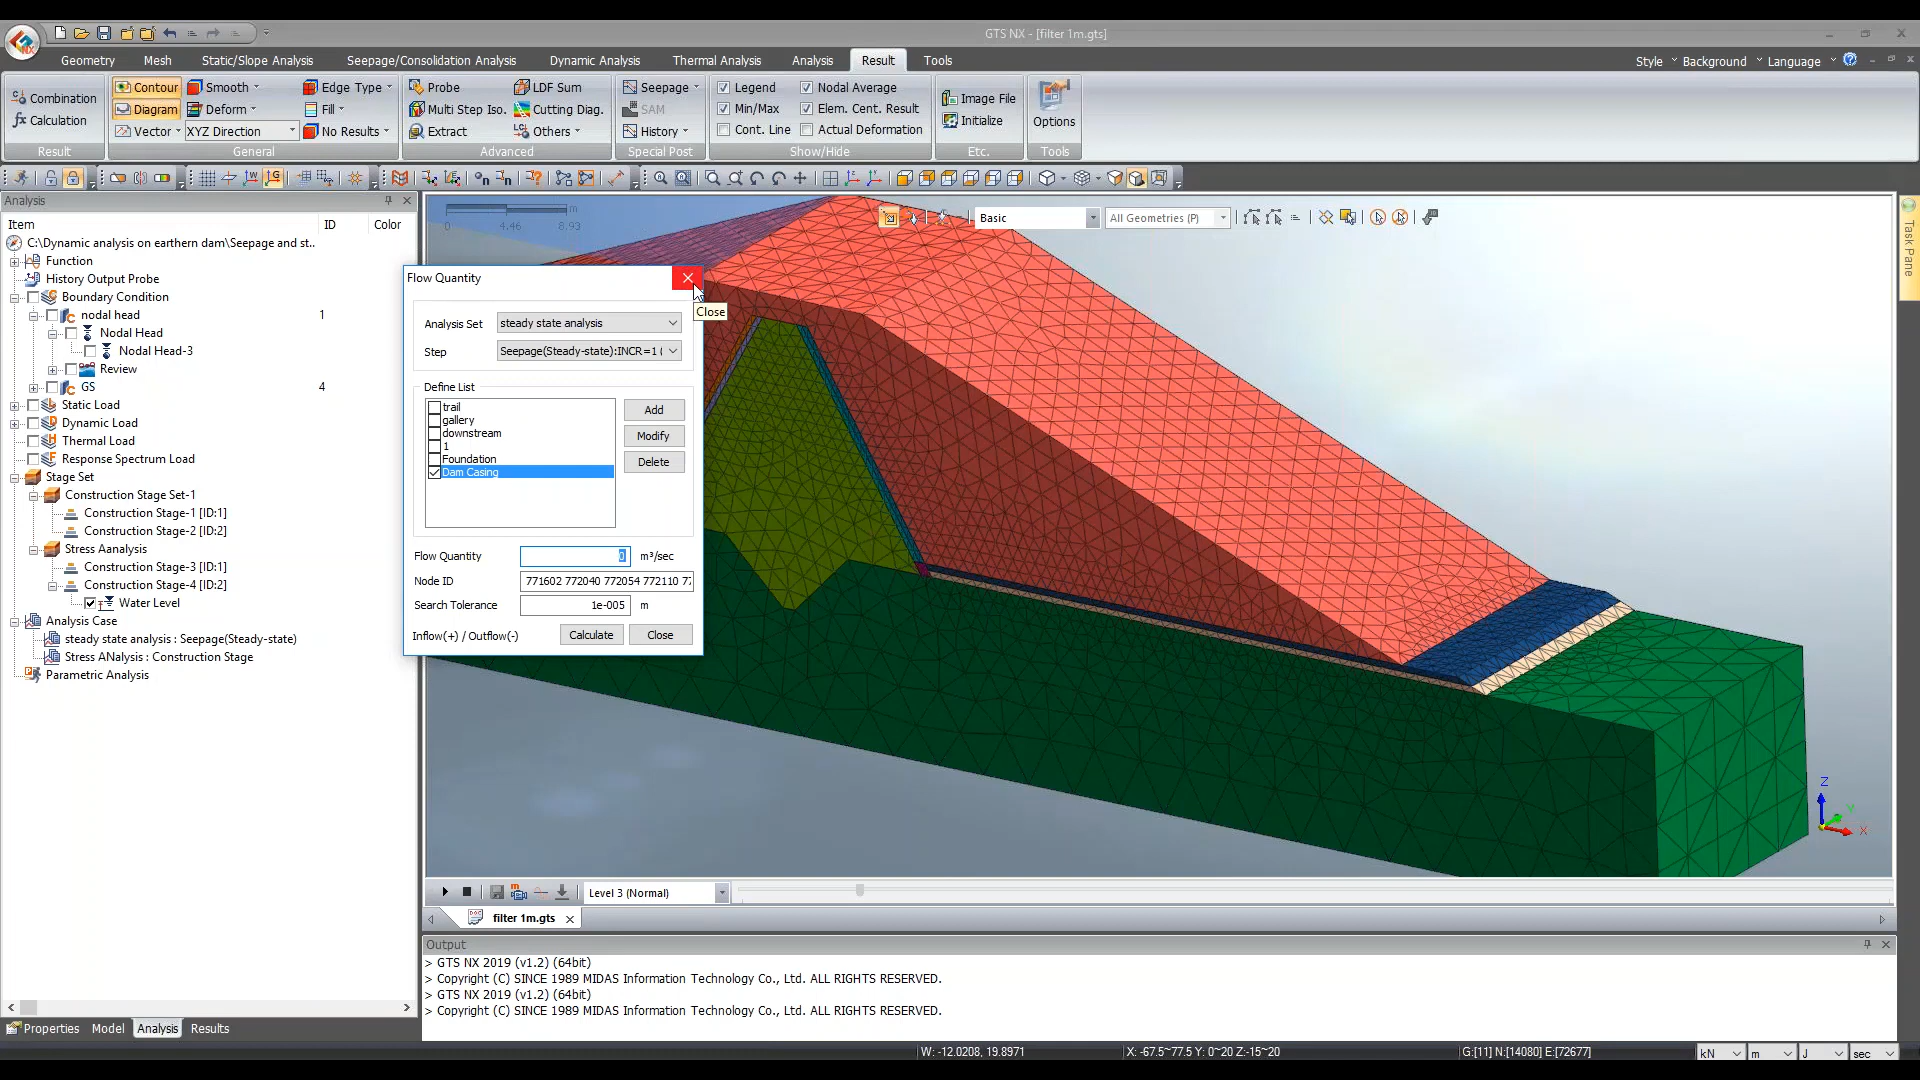 GTS NX - [filter 1m.gts]
Geometry Mesh Static/Slope Analysis Seepage/Consolidation Analysis Dynamic Analysis Thermal Analysis Analysis Result Tools
Style Background Language
Combination Contour Smooth Edge Type Probe LDF Sum Seepage Legend Nodal Average Image File
Calculation Diagram Deform Fill Multi Step Iso. Cutting Diag. SAM Min/Max Elem. Cent. Result Initialize Options
Vector XYZ Direction No Results Extract Others History Cont. Line Actual Deformation
Result General Advanced Special Post Show/Hide Etc. Tools
Analysis
Item ID Color
C:\Dynamic analysis on earthern dam\Seepage and st..
Function
History Output Probe
Boundary Condition
nodal head 1
Nodal Head
Nodal Head-3
Review
GS 4
Static Load
Dynamic Load
Thermal Load
Response Spectrum Load
Stage Set
Construction Stage Set-1
Construction Stage-1 [ID:1]
Construction Stage-2 [ID:2]
Stress Aanalysis
Construction Stage-3 [ID:1]
Construction Stage-4 [ID:2]
Water Level
Analysis Case
steady state analysis : Seepage(Steady-state)
Stress ANalysis : Construction Stage
Parametric Analysis
Properties Model Analysis Results
m
0 4.46 8.93
Basic All Geometries (P)
Task Pane
Flow Quantity
Close
Analysis Set steady state analysis
Step Seepage(Steady-state):INCR=1 (
Define List
trail
gallery
downstream
1
Foundation
Dam Casing
Add
Modify
Delete
Flow Quantity 0 m³/sec
Node ID 771602 772040 772054 772110 77
Search Tolerance 1e-005 m
Inflow(+) / Outflow(-) Calculate Close
Z
Y
X
Level 3 (Normal)
filter 1m.gts
Output
> GTS NX 2019 (v1.2) (64bit)
> Copyright (C) SINCE 1989 MIDAS Information Technology Co., Ltd. ALL RIGHTS RESERVED.
> GTS NX 2019 (v1.2) (64bit)
> Copyright (C) SINCE 1989 MIDAS Information Technology Co., Ltd. ALL RIGHTS RESERVED.
W: -12.0208, 19.8971 X: -67.5~77.5 Y: 0~20 Z:-15~20 G:[11] N:[14080] E:[72677] kN m J sec